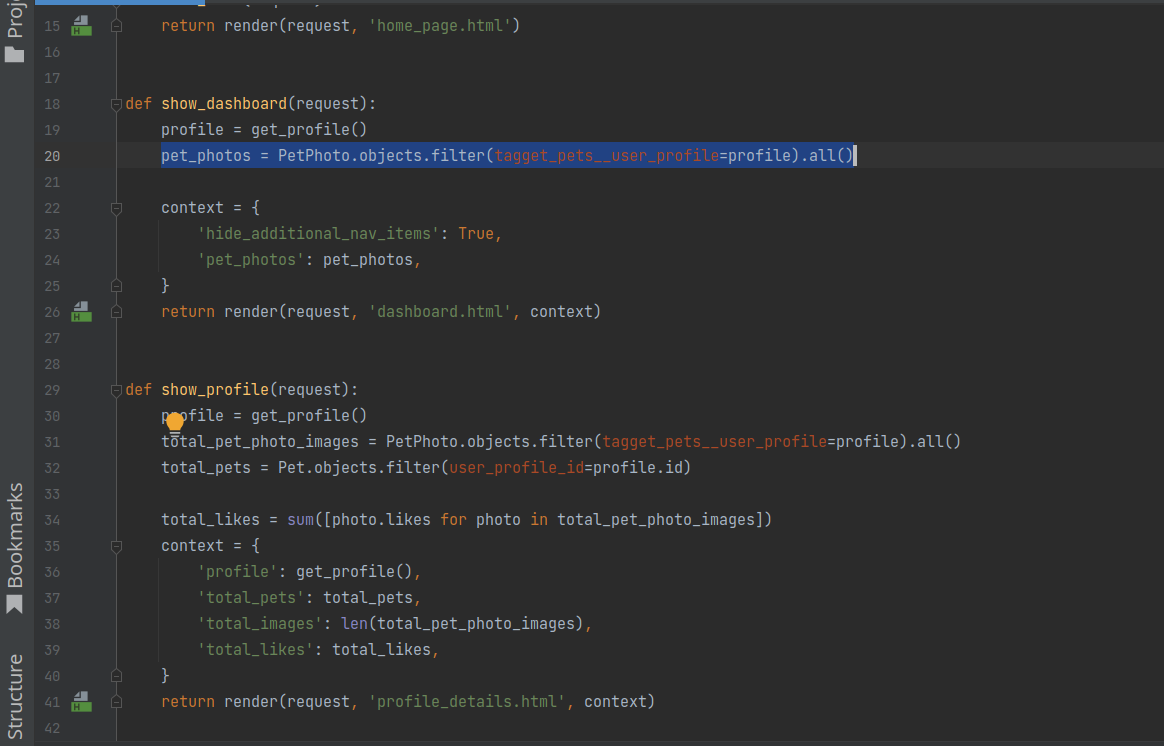 Proj
15 return render(request, 'home_page.html')
16
17
18 def show_dashboard(request):
19 profile = get_profile()
20 pet_photos = PetPhoto.objects.filter(tagget_pets__user_profile=profile).all()
21
22 context = {
23 'hide_additional_nav_items': True,
24 'pet_photos': pet_photos,
25 }
26 return render(request, 'dashboard.html', context)
27
28
29 def show_profile(request):
30 profile = get_profile()
31 total_pet_photo_images = PetPhoto.objects.filter(tagget_pets__user_profile=profile).all()
32 total_pets = Pet.objects.filter(user_profile_id=profile.id)
33
34 total_likes = sum([photo.likes for photo in total_pet_photo_images])
35 context = {
36 'profile': get_profile(),
37 'total_pets': total_pets,
38 'total_images': len(total_pet_photo_images),
39 'total_likes': total_likes,
40 }
41 return render(request, 'profile_details.html', context)
42
Bookmarks
Structure